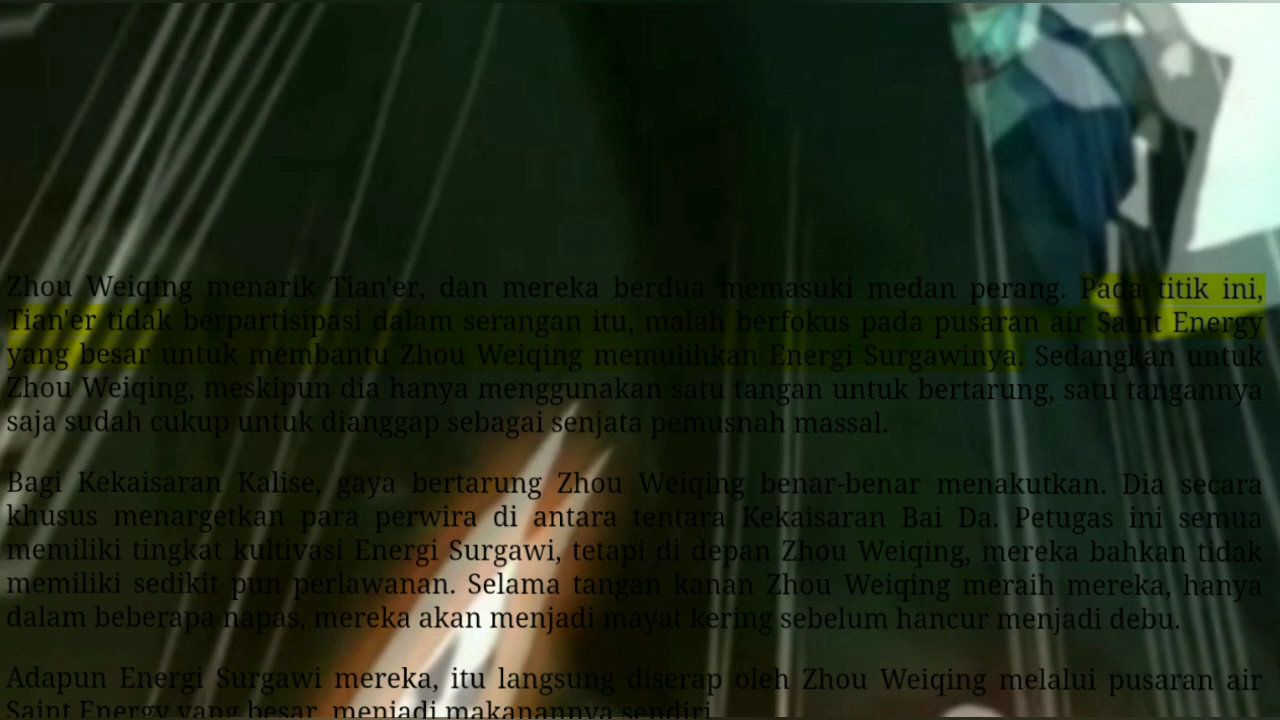 Zhou Weiqing menarik Tian'er, dan mereka berdua memasuki medan perang. Pada titik ini,
Tian'er tidak berpartisipasi dalam serangan itu, malah berfokus pada pusaran air Saint Energy
yang besar untuk membantu Zhou Weiqing memulihkan Energi Surgawinya. Sedangkan untuk
Zhou Weiqing, meskipun dia hanya menggunakan satu tangan untuk bertarung, satu tangannya
saja sudah cukup untuk dianggap sebagai senjata pemusnah massal.
Bagi Kekaisaran Kalise, gaya bertarung Zhou Weiqing benar-benar menakutkan. Dia secara
khusus menargetkan para perwira di antara tentara Kekaisaran Bai Da. Petugas ini semua
memiliki tingkat kultivasi Energi Surgawi, tetapi di depan Zhou Weiqing, mereka bahkan tidak
memiliki sedikit pun perlawanan. Selama tangan kanan Zhou Weiqing meraih mereka, hanya
dalam beberapa napas, mereka akan menjadi mayat kering sebelum hancur menjadi debu.
Adapun Energi Surgawi mereka, itu langsung diserap oleh Zhou Weiqing melalui pusaran air
Saint Energy yang besar, menjadi makanannya sendiri.